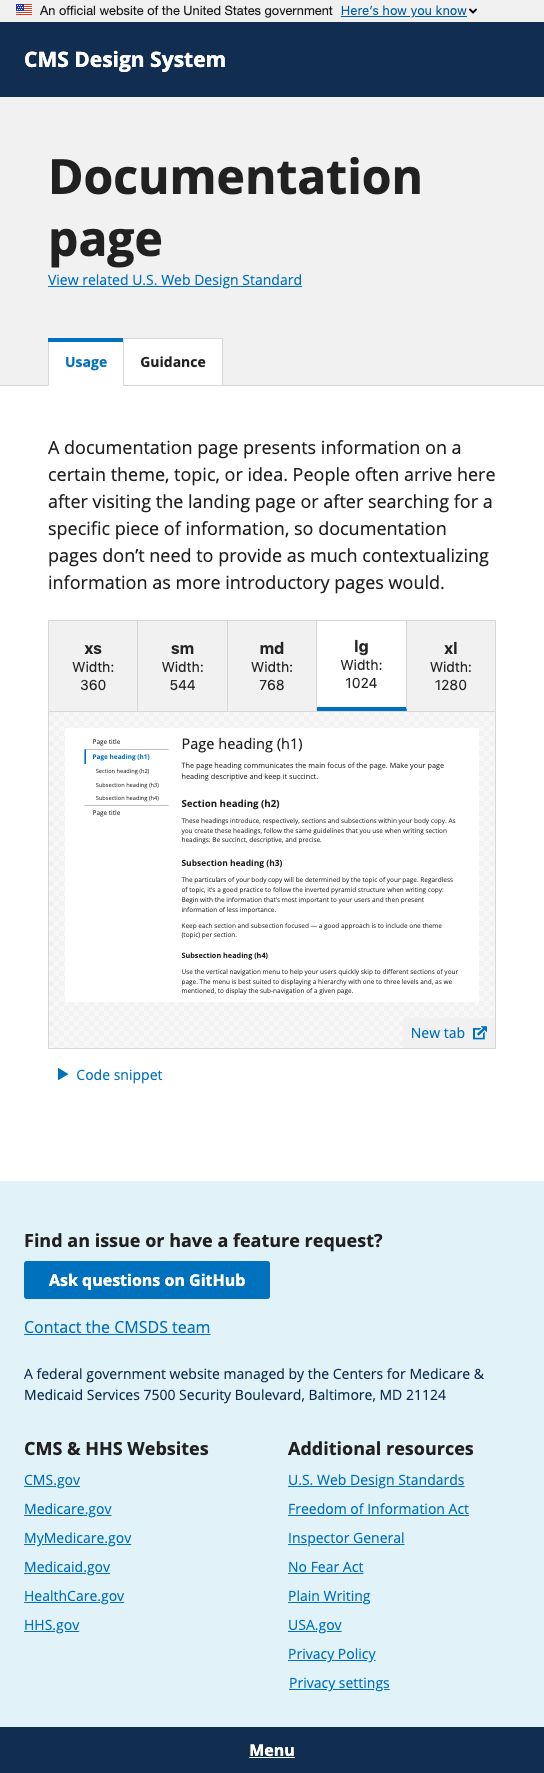 An official website of the United States government Here's how you know
CMS Design System
Documentation
page
View related U.S. Web Design Standard
Usage
Guidance
A documentation page presents information on a
certain theme, topic, or idea. People often arrive here
after visiting the landing page or after searching for a
specific piece of information, so documentation
pages don’t need to provide as much contextualizing
information as more introductory pages would.
xs
Width:
360
sm
Width:
544
md
Width:
768
lg
Width:
1024
xl
Width:
1280
Page title
Page heading (h1)
Section heading (h2)
Subsection heading (h3)
Subsection heading (h4)
Page title
Page heading (h1)
The page heading communicates the main focus of the page. Make your page
heading descriptive and keep it succinct.
Section heading (h2)
These headings introduce, respectively, sections and subsections within your body copy. As
you create these headings, follow the same guidelines that you use when writing section
headings: Be succinct, descriptive, and precise.
Subsection heading (h3)
The particulars of your body copy will be determined by the topic of your page. Regardless
of topic, it’s a good practice to follow the inverted pyramid structure when writing copy:
Begin with the information that’s most important to your users and then present
information of less importance.
Keep each section and subsection focused — a good approach is to include one theme
(topic) per section.
Subsection heading (h4)
Use the vertical navigation menu to help your users quickly skip to different sections of your
page. The menu is best suited to displaying a hierarchy with one to three levels and, as we
mentioned, to display the sub-navigation of a given page.
New tab
Code snippet
Find an issue or have a feature request?
Ask questions on GitHub
Contact the CMSDS team
A federal government website managed by the Centers for Medicare &
Medicaid Services 7500 Security Boulevard, Baltimore, MD 21124
CMS & HHS Websites
CMS.gov
Medicare.gov
MyMedicare.gov
Medicaid.gov
HealthCare.gov
HHS.gov
Additional resources
U.S. Web Design Standards
Freedom of Information Act
Inspector General
No Fear Act
Plain Writing
USA.gov
Privacy Policy
Privacy settings
Menu